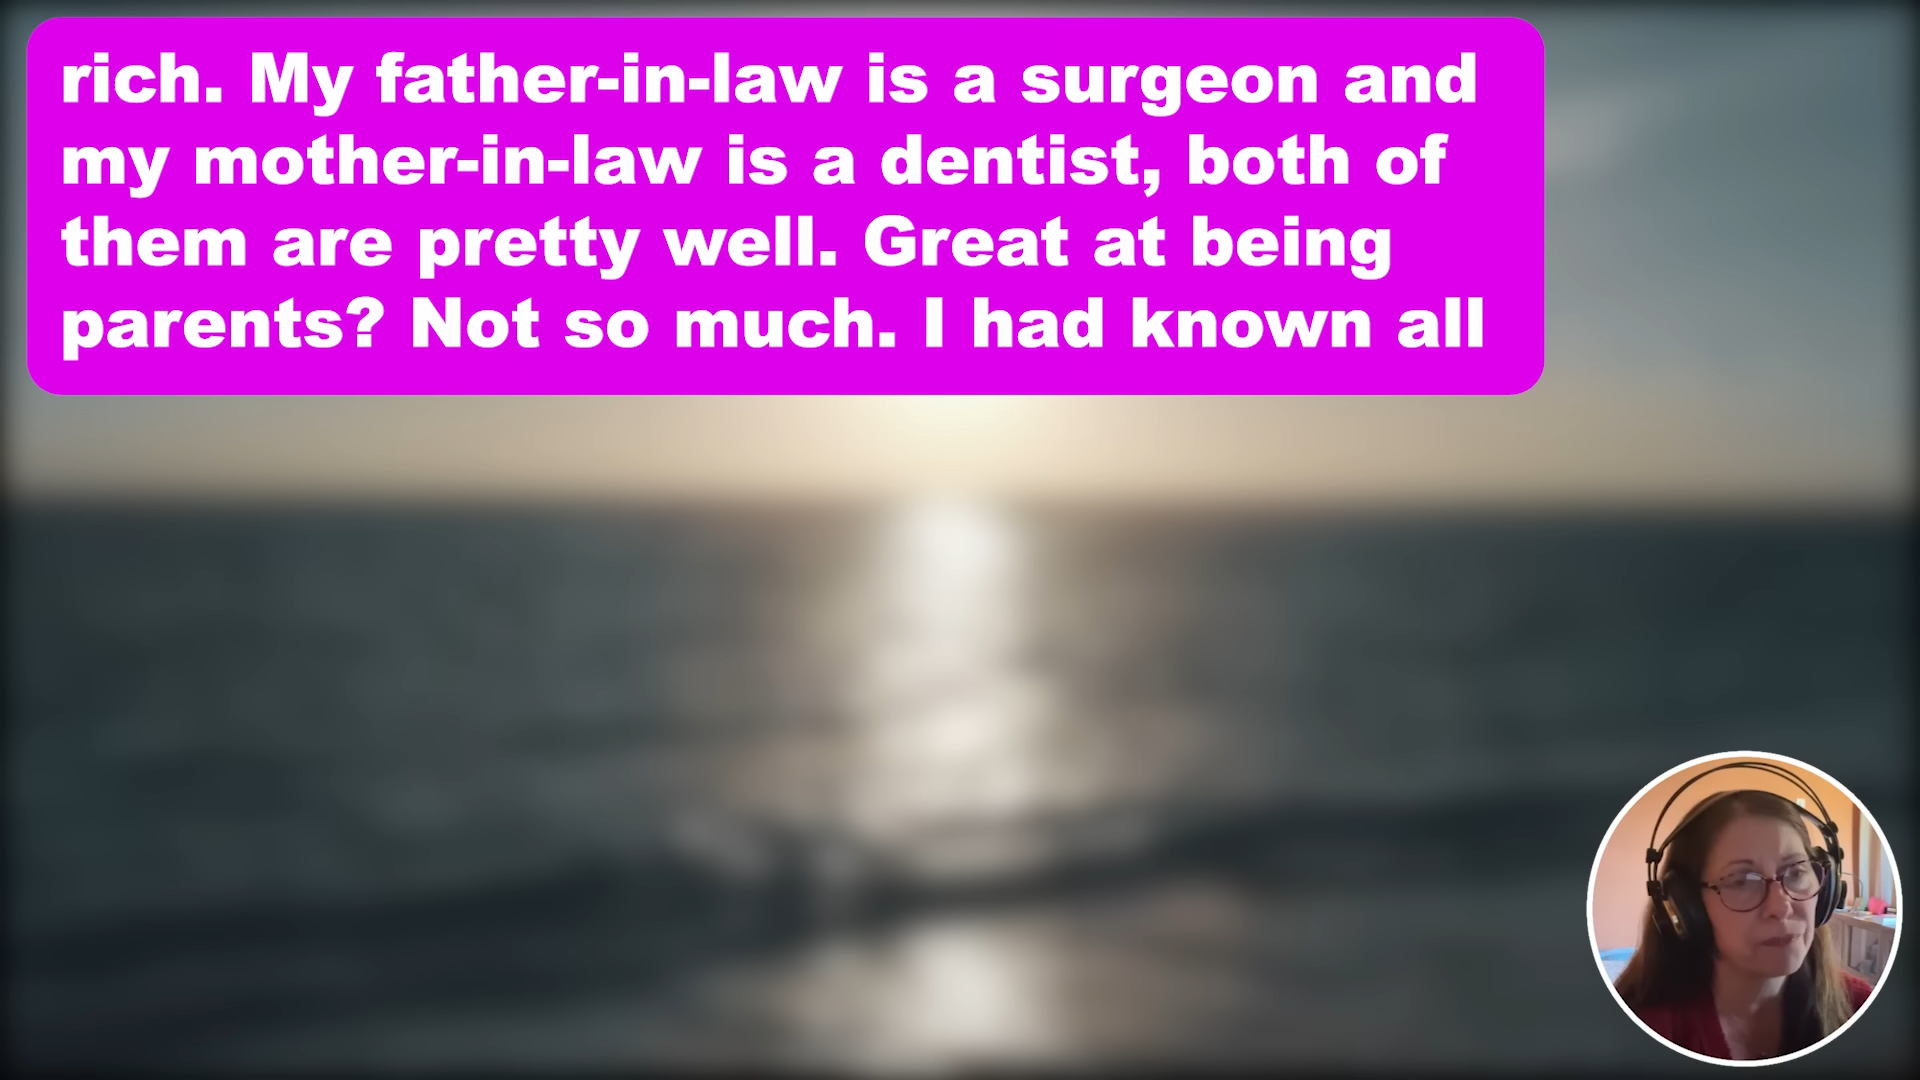 rich. My father-in-law is a surgeon and
my mother-in-law is a dentist, both of
them are pretty well. Great at being
parents? Not so much. I had known all